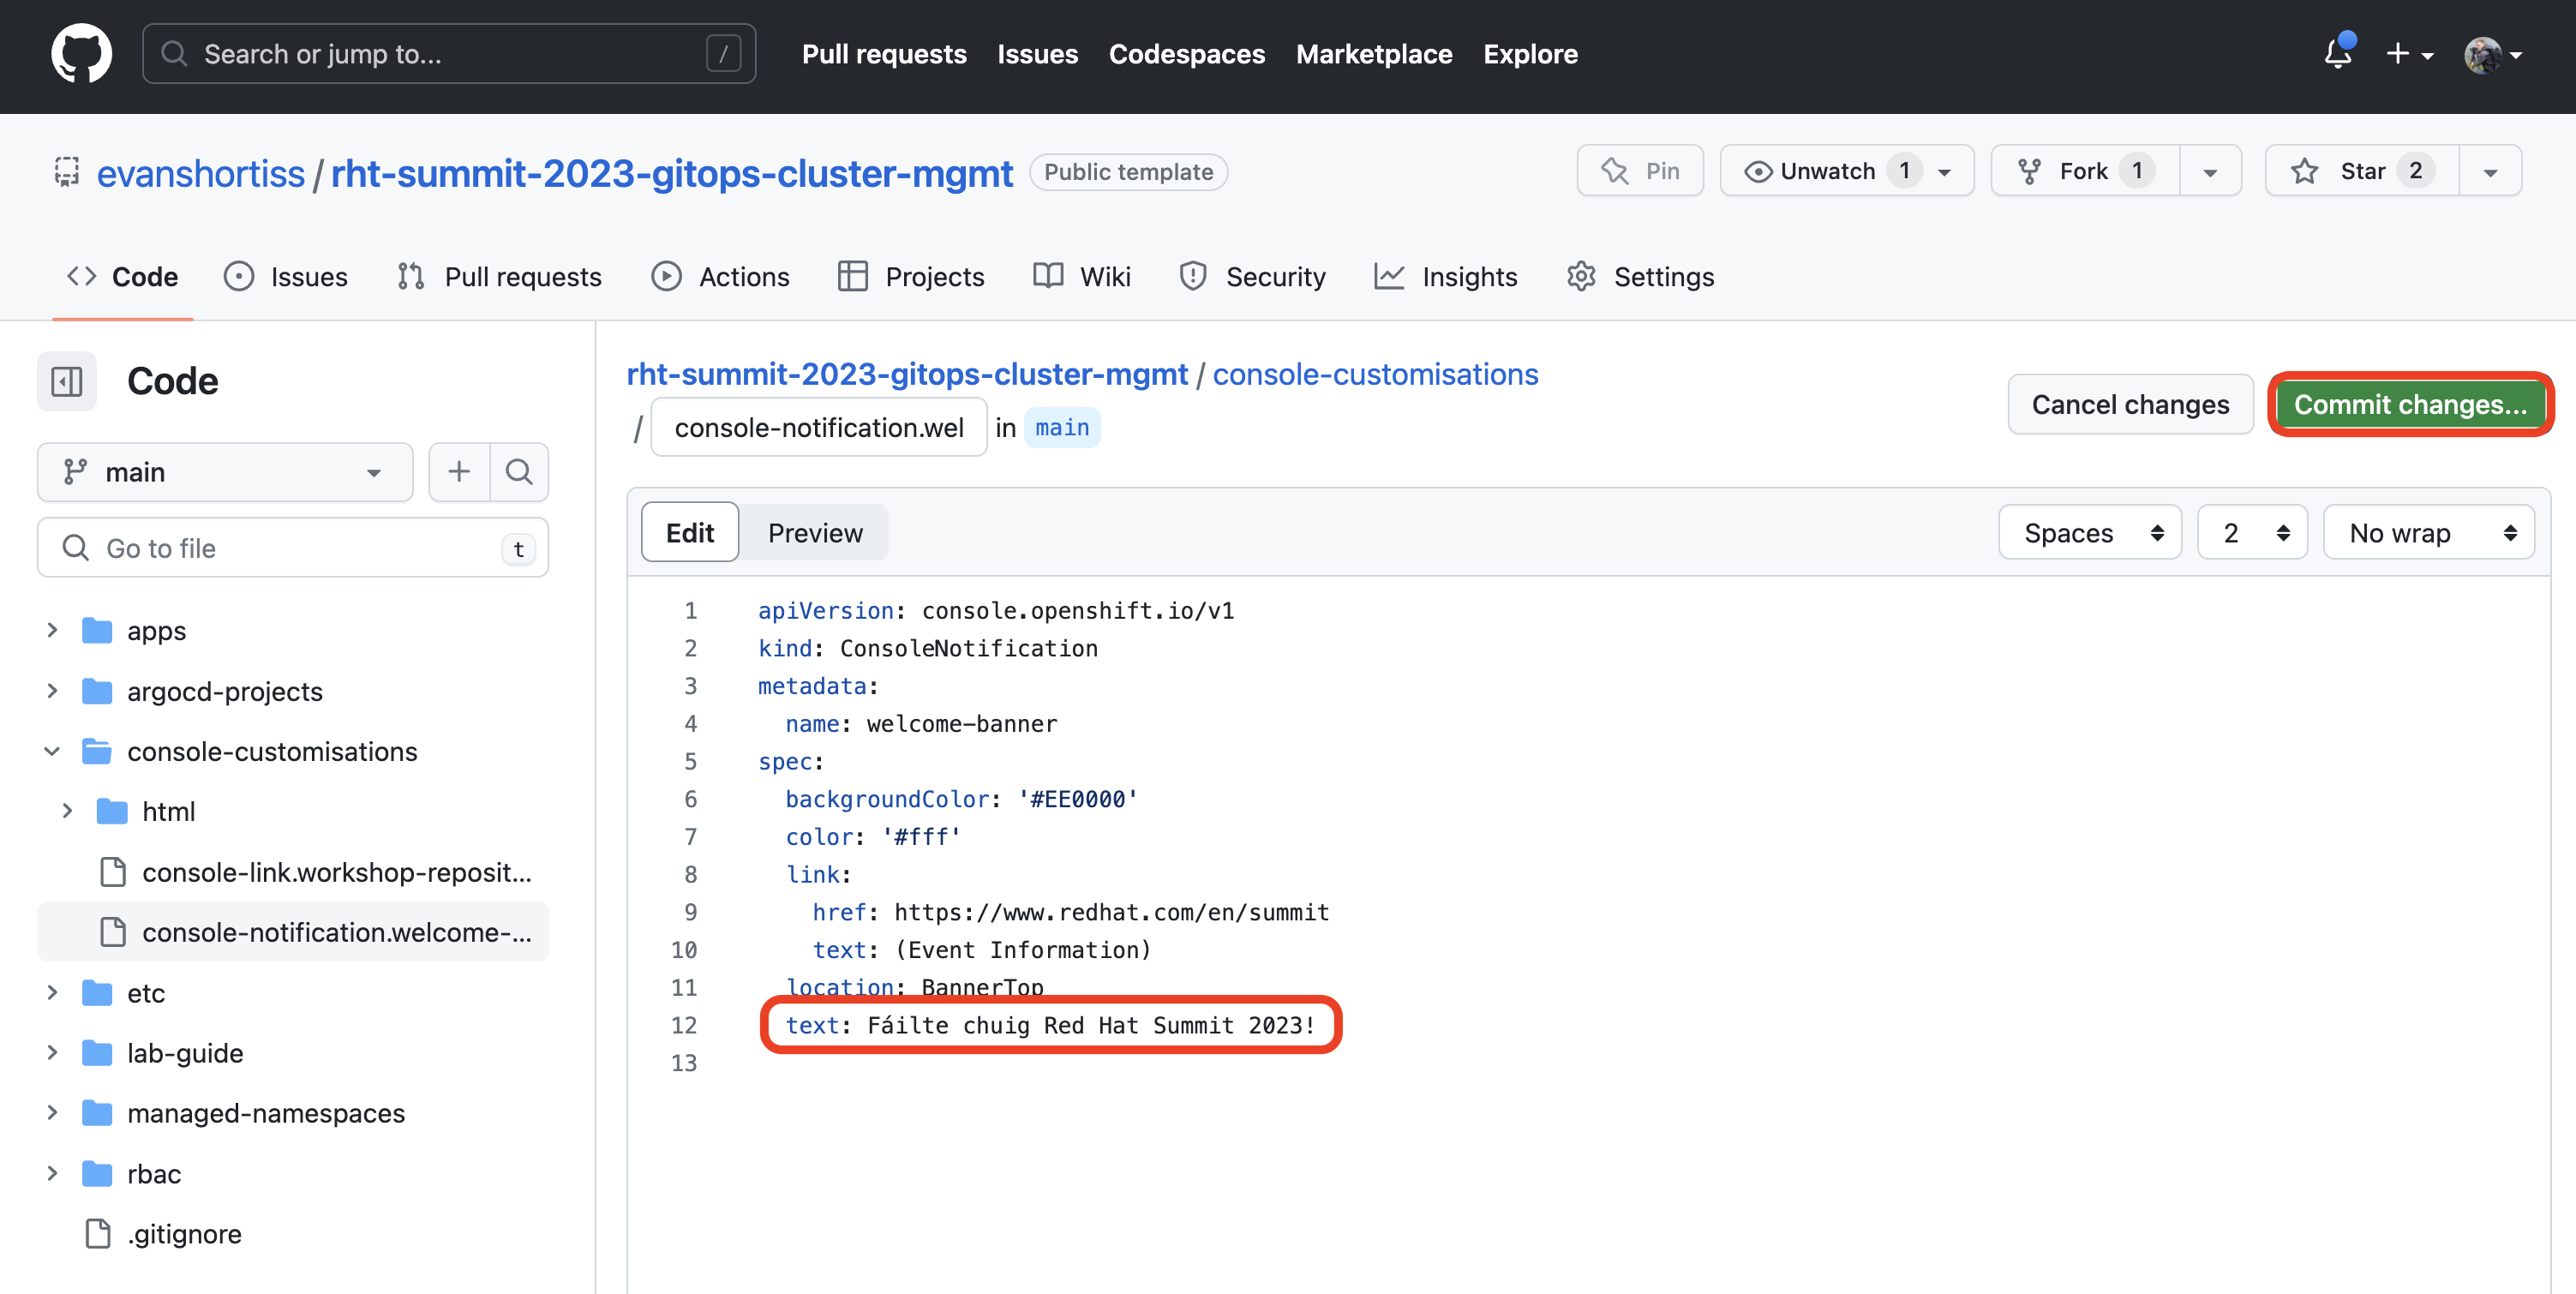 Search or jump to... /
Pull requests Issues Codespaces Marketplace Explore
evanshortiss / rht-summit-2023-gitops-cluster-mgmt Public template
Pin Unwatch 1 Fork 1 Star 2
Code Issues Pull requests Actions Projects Wiki Security Insights Settings
Code
main
Go to file t
apps
argocd-projects
console-customisations
html
console-link.workshop-reposit...
console-notification.welcome-...
etc
lab-guide
managed-namespaces
rbac
.gitignore
rht-summit-2023-gitops-cluster-mgmt / console-customisations
/ console-notification.wel in main
Cancel changes Commit changes...
Edit Preview Spaces 2 No wrap
1 apiVersion: console.openshift.io/v1
2 kind: ConsoleNotification
3 metadata:
4 name: welcome-banner
5 spec:
6 backgroundColor: '#EE0000'
7 color: '#fff'
8 link:
9 href: https://www.redhat.com/en/summit
10 text: (Event Information)
11 location: BannerTop
12 text: Fáilte chuig Red Hat Summit 2023!
13